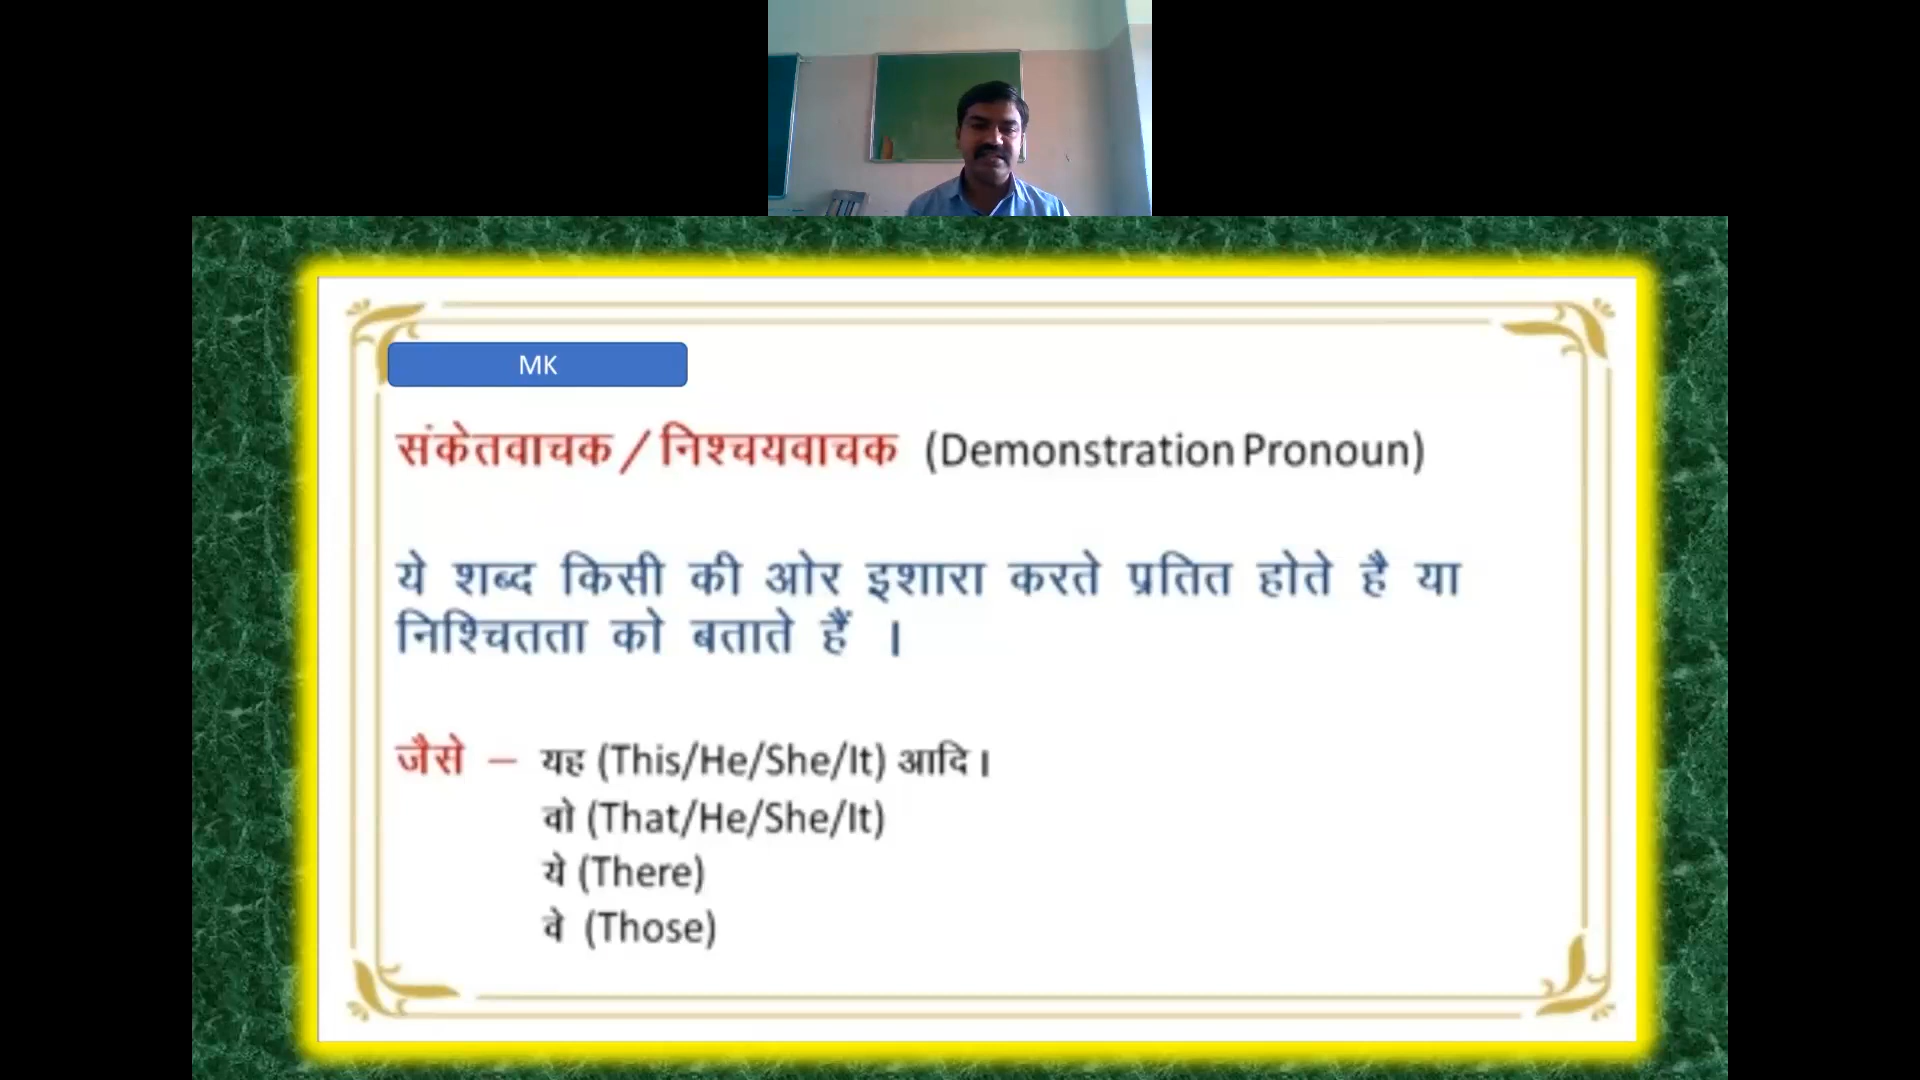 MK
संकेतवाचक / निश्चयवाचक (Demonstration Pronoun)
ये शब्द किसी की ओर इशारा करते प्रतित होते है या
निश्चितता को बताते हैं ।
जैसे – यह (This/He/She/It) आदि ।
वो (That/He/She/It)
ये (There)
वे (Those)